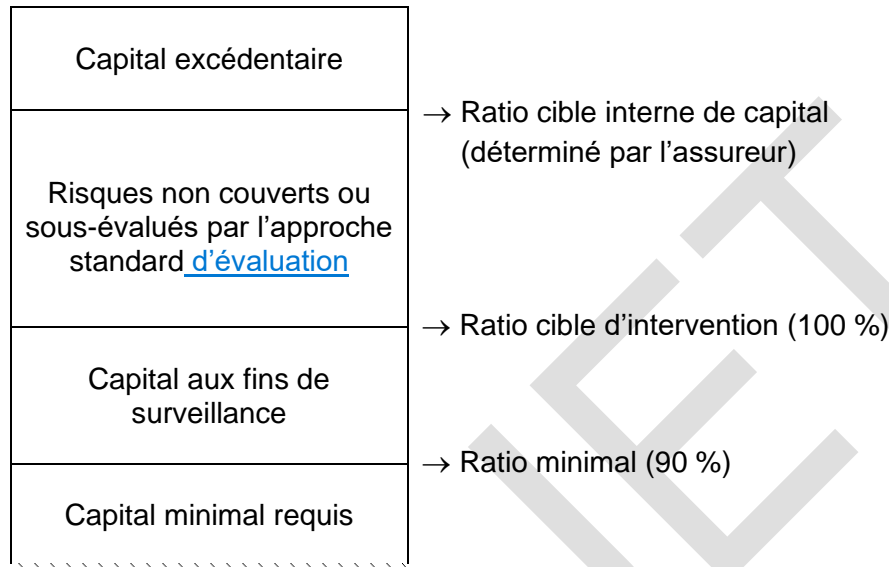 Capital excédentaire
→ Ratio cible interne de capital
(déterminé par l’assureur)
Risques non couverts ou
sous-évalués par l’approche
standard d’évaluation
→ Ratio cible d’intervention (100 %)
Capital aux fins de
surveillance
→ Ratio minimal (90 %)
Capital minimal requis